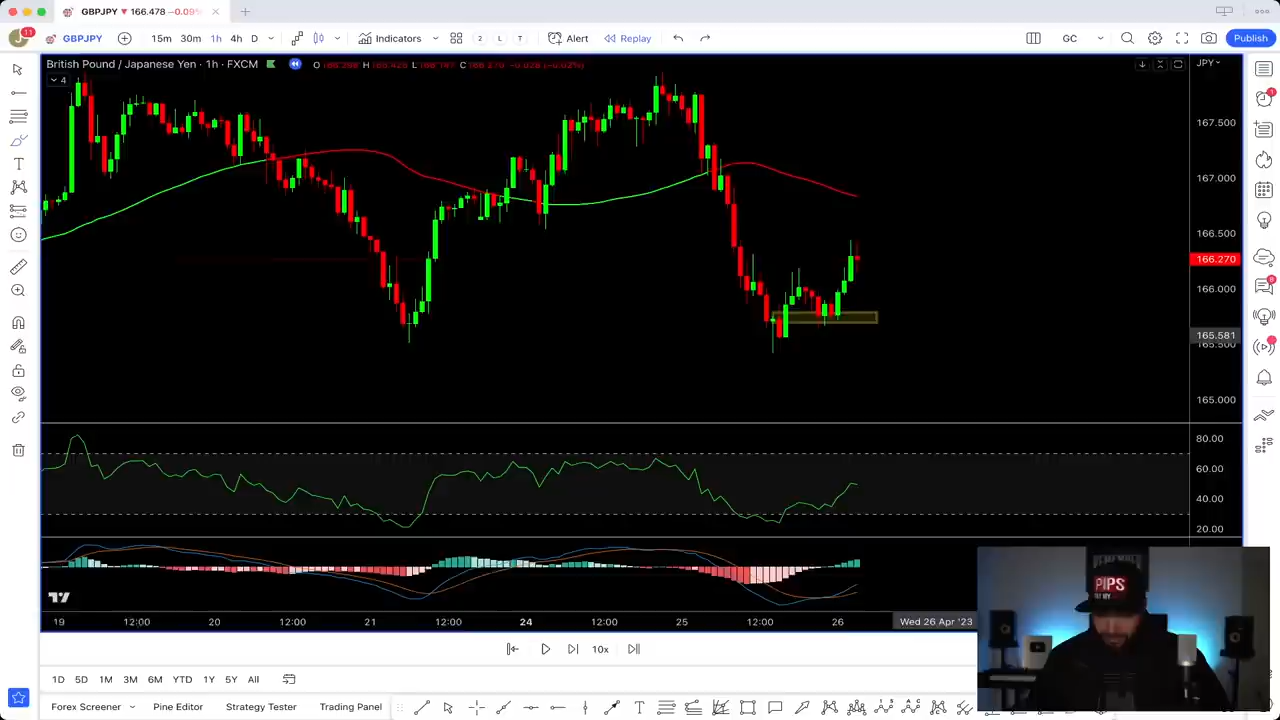 GBPJPY ▼ 166.478 -0.09%
11
GBPJPY 15m 30m 1h 4h D Indicators 2 L T Alert Replay GC Publish
British Pound / Japanese Yen · 1h · FXCM
JPY
4
167.500
167.000
166.500
166.270
166.000
165.581
165.000
80.00
60.00
40.00
20.00
19 12:00 20 12:00 21 12:00 24 12:00 25 12:00 26 Wed 26 Apr '23
10x
1D 5D 1M 3M 6M YTD 1Y 5Y All
Forex Screener Pine Editor Strategy Tester Trading Panel
PIPS